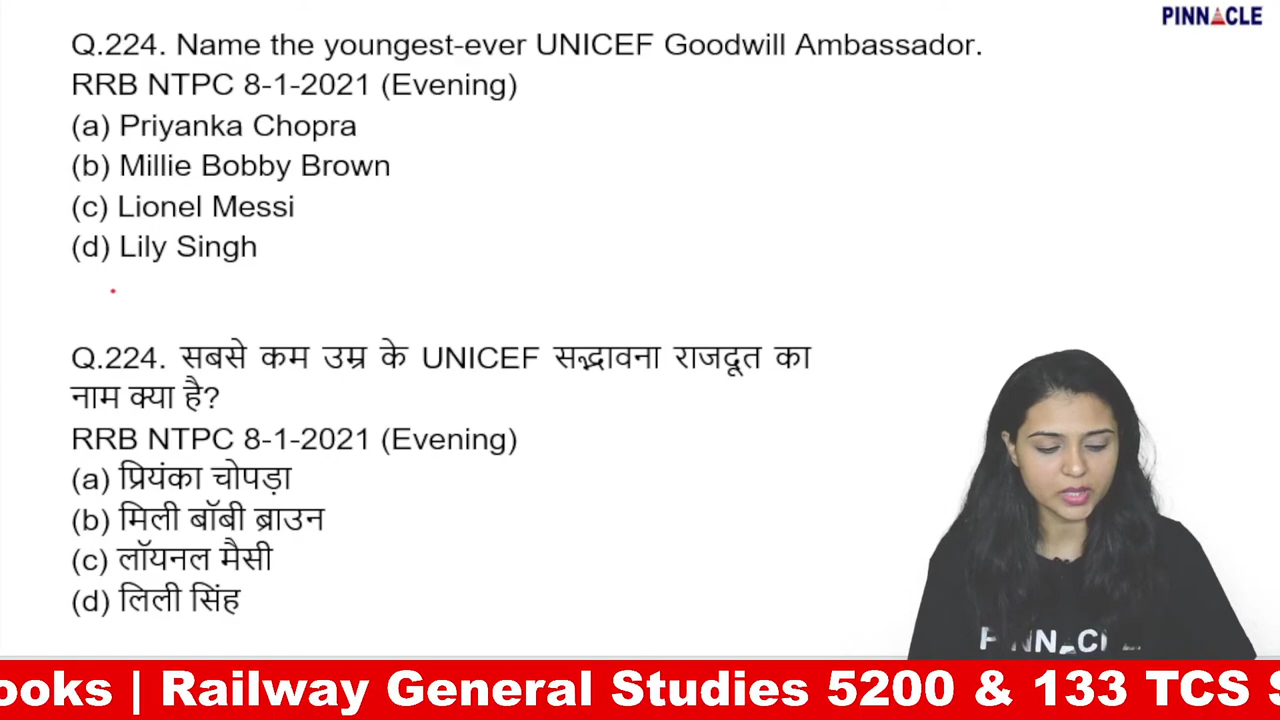 PINNACLE
Q.224. Name the youngest-ever UNICEF Goodwill Ambassador.
RRB NTPC 8-1-2021 (Evening)
(a) Priyanka Chopra
(b) Millie Bobby Brown
(c) Lionel Messi
(d) Lily Singh
Q.224. सबसे कम उम्र के UNICEF सद्भावना राजदूत का
नाम क्या है?
RRB NTPC 8-1-2021 (Evening)
(a) प्रियंका चोपड़ा
(b) मिली बॉबी ब्राउन
(c) लॉयनल मैसी
(d) लिली सिंह
PINNACLE
ooks | Railway General Studies 5200 & 133 TCS S